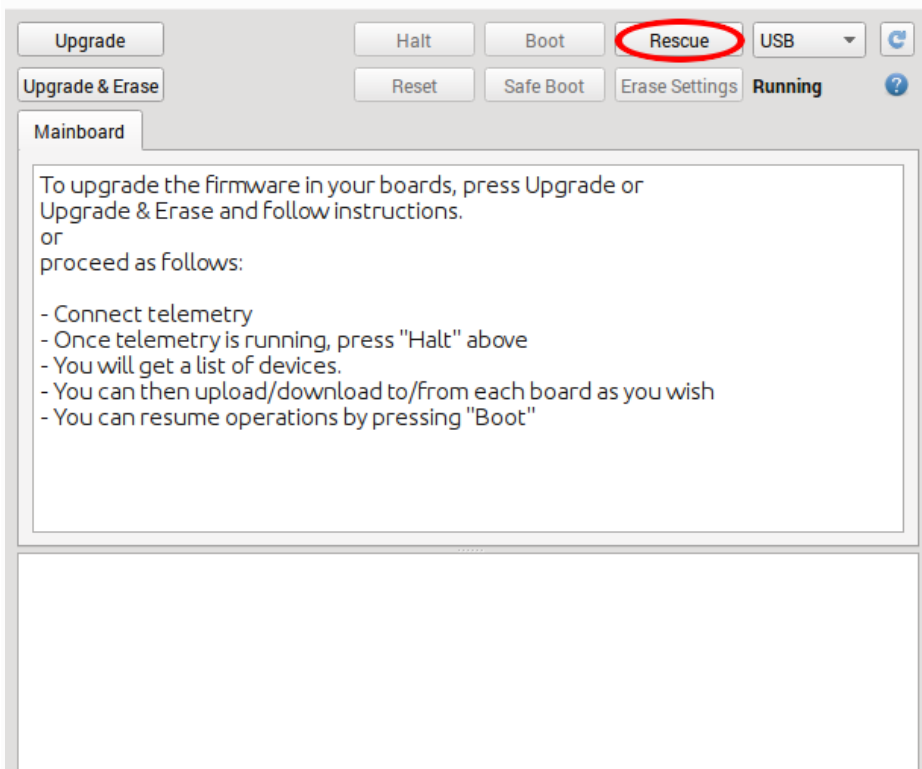 Upgrade Halt Boot Rescue USB
Upgrade & Erase Reset Safe Boot Erase Settings Running ?
Mainboard
To upgrade the firmware in your boards, press Upgrade or
Upgrade & Erase and follow instructions.
or
proceed as follows:
- Connect telemetry
- Once telemetry is running, press "Halt" above
- You will get a list of devices.
- You can then upload/download to/from each board as you wish
- You can resume operations by pressing "Boot"